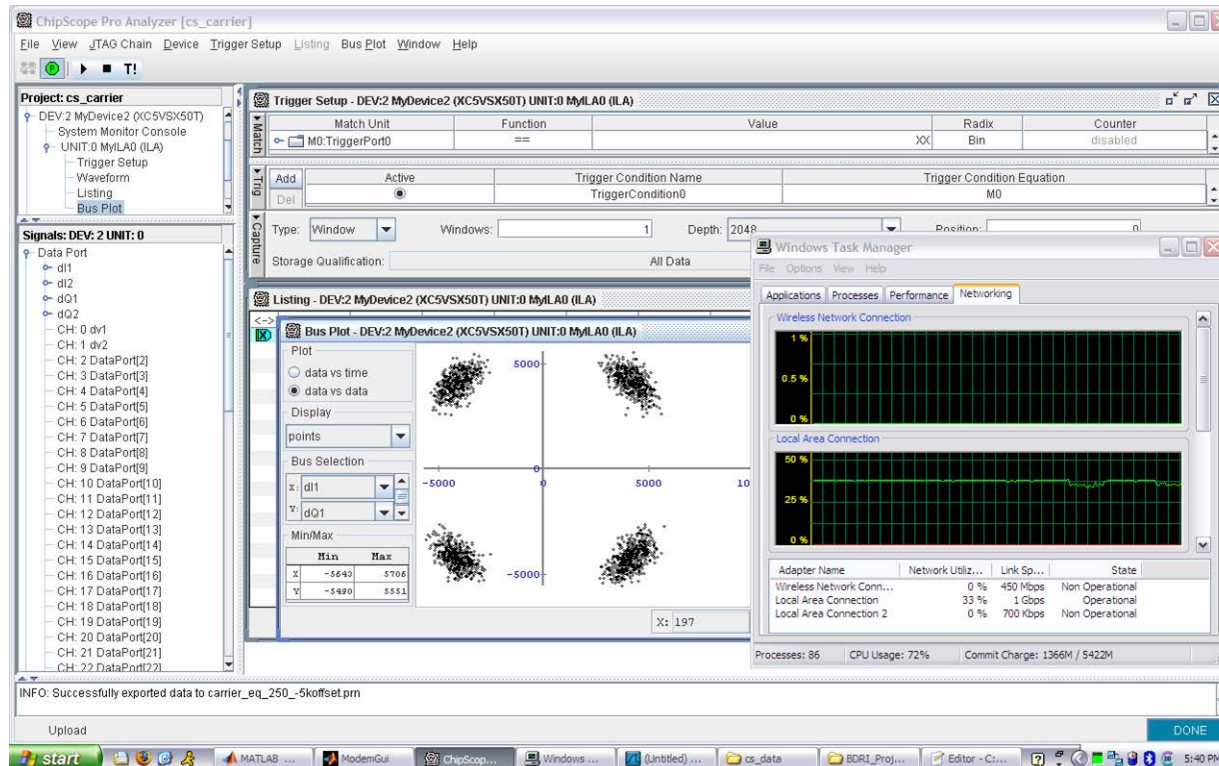 ChipScope Pro Analyzer [cs_carrier]
File View JTAG Chain Device Trigger Setup Listing Bus Plot Window Help
T!
Project: cs_carrier
DEV:2 MyDevice2 (XC5VSX50T)
System Monitor Console
UNIT:0 MyILA0 (ILA)
Trigger Setup
Waveform
Listing
Bus Plot
Signals: DEV: 2 UNIT: 0
Data Port
dI1
dI2
dQ1
dQ2
CH: 0 dv1
CH: 1 dv2
CH: 2 DataPort[2]
CH: 3 DataPort[3]
CH: 4 DataPort[4]
CH: 5 DataPort[5]
CH: 6 DataPort[6]
CH: 7 DataPort[7]
CH: 8 DataPort[8]
CH: 9 DataPort[9]
CH: 10 DataPort[10]
CH: 11 DataPort[11]
CH: 12 DataPort[12]
CH: 13 DataPort[13]
CH: 14 DataPort[14]
CH: 15 DataPort[15]
CH: 16 DataPort[16]
CH: 17 DataPort[17]
CH: 18 DataPort[18]
CH: 19 DataPort[19]
CH: 20 DataPort[20]
CH: 21 DataPort[21]
CH: 22 DataPort[22]
Trigger Setup - DEV:2 MyDevice2 (XC5VSX50T) UNIT:0 MyILA0 (ILA)
Match
Match Unit Function Value Radix Counter
M0:TriggerPort0 == XX Bin disabled
Trig
Add Active Trigger Condition Name Trigger Condition Equation
Del TriggerCondition0 M0
Capture
Type: Window Windows: 1 Depth: 2048 Position: 0
Storage Qualification: All Data
Listing - DEV:2 MyDevice2 (XC5VSX50T) UNIT:0 MyILA0 (ILA)
Bus Plot - DEV:2 MyDevice2 (XC5VSX50T) UNIT:0 MyILA0 (ILA)
Plot
data vs time
data vs data
Display
points
Bus Selection
X: dI1
Y: dQ1
Min/Max
Min Max
X -5643 5706
Y -5490 5551
5000
0
-5000 0 5000 10
-5000
X: 197
Windows Task Manager
File Options View Help
Applications Processes Performance Networking
Wireless Network Connection
1 %
0.5 %
0 %
Local Area Connection
50 %
25 %
0 %
Adapter Name Network Utiliz... Link Sp... State
Wireless Network Conn... 0 % 450 Mbps Non Operational
Local Area Connection 33 % 1 Gbps Operational
Local Area Connection 2 0 % 700 Kbps Non Operational
Processes: 86 CPU Usage: 72% Commit Charge: 1366M / 5422M
INFO: Successfully exported data to carrier_eq_250_-5koffset.prn
Upload
DONE
start MATLAB ... ModemGui ChipScop... Windows ... (Untitled) ... cs_data BDRI_Proj... Editor - C:... 5:40 PM